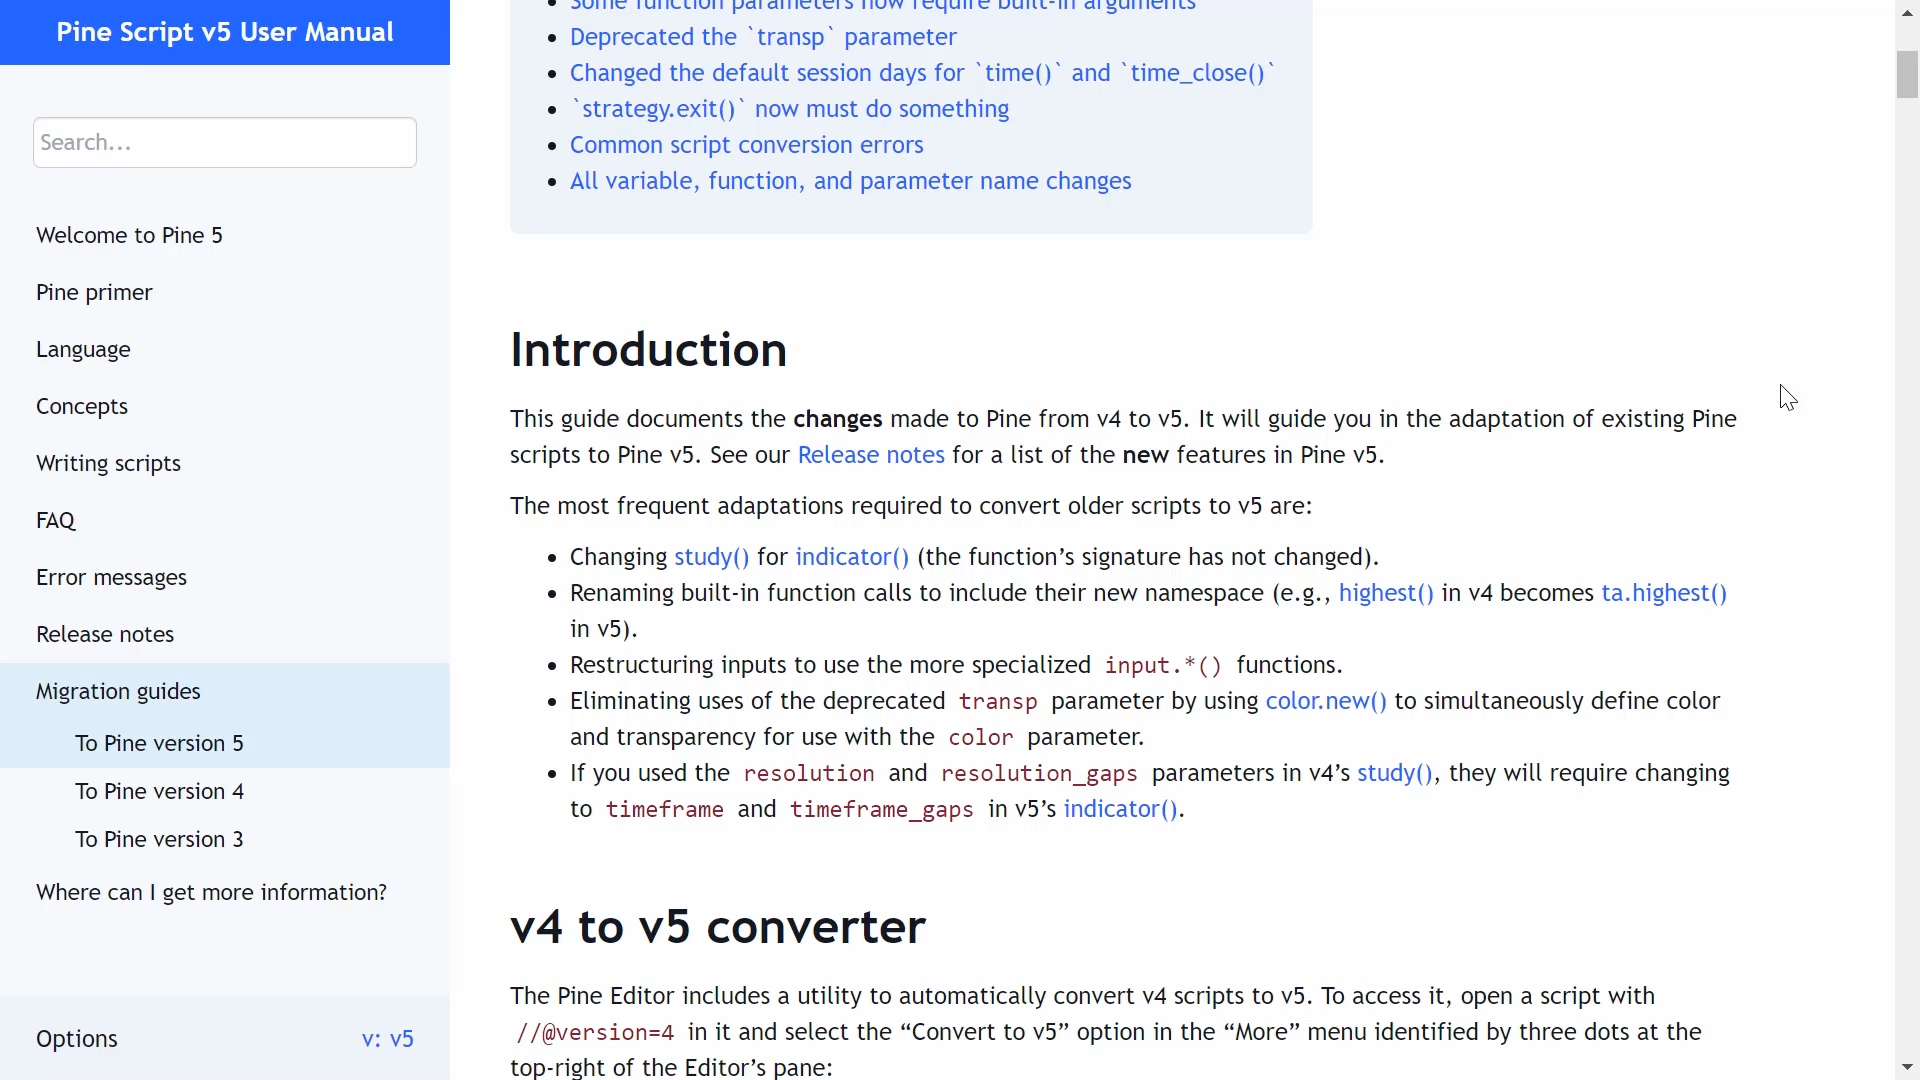 Pine Script v5 User Manual
Search...
Welcome to Pine 5
Pine primer
Language
Concepts
Writing scripts
FAQ
Error messages
Release notes
Migration guides
To Pine version 5
To Pine version 4
To Pine version 3
Where can I get more information?
Options
v: v5
Some function parameters now require built-in arguments
Deprecated the `transp` parameter
Changed the default session days for `time()` and `time_close()`
`strategy.exit()` now must do something
Common script conversion errors
All variable, function, and parameter name changes
Introduction
This guide documents the changes made to Pine from v4 to v5. It will guide you in the adaptation of existing Pine
scripts to Pine v5. See our Release notes for a list of the new features in Pine v5.
The most frequent adaptations required to convert older scripts to v5 are:
Changing study() for indicator() (the function’s signature has not changed).
Renaming built-in function calls to include their new namespace (e.g., highest() in v4 becomes ta.highest()
in v5).
Restructuring inputs to use the more specialized input.*() functions.
Eliminating uses of the deprecated transp parameter by using color.new() to simultaneously define color
and transparency for use with the color parameter.
If you used the resolution and resolution_gaps parameters in v4’s study(), they will require changing
to timeframe and timeframe_gaps in v5’s indicator().
v4 to v5 converter
The Pine Editor includes a utility to automatically convert v4 scripts to v5. To access it, open a script with
//@version=4 in it and select the “Convert to v5” option in the “More” menu identified by three dots at the
top-right of the Editor’s pane: